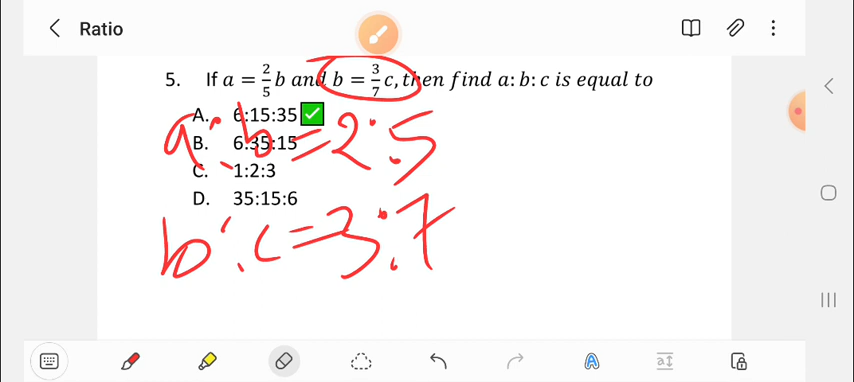 Ratio
5. If a = 2/5 b and b = 3/7 c, then find a: b: c is equal to
A. 6:15:35 ✓
B. 6:35:15
C. 1:2:3
D. 35:15:6
a:b=2:5
b:c=3:7